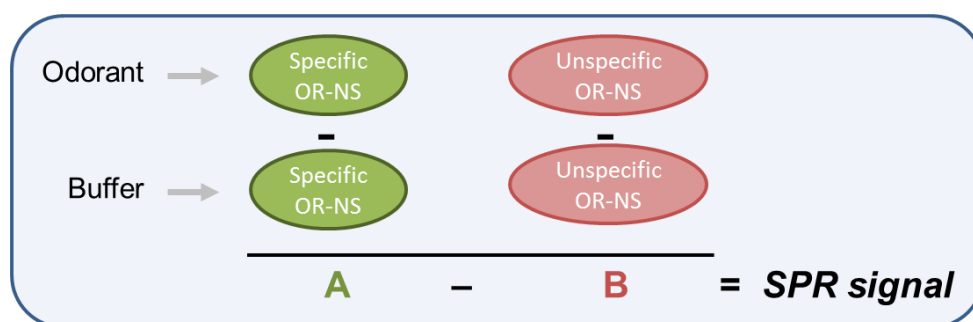 Odorant
Specific
OR-NS
Unspecific
OR-NS
-
-
Buffer
Specific
OR-NS
Unspecific
OR-NS
A – B = SPR signal